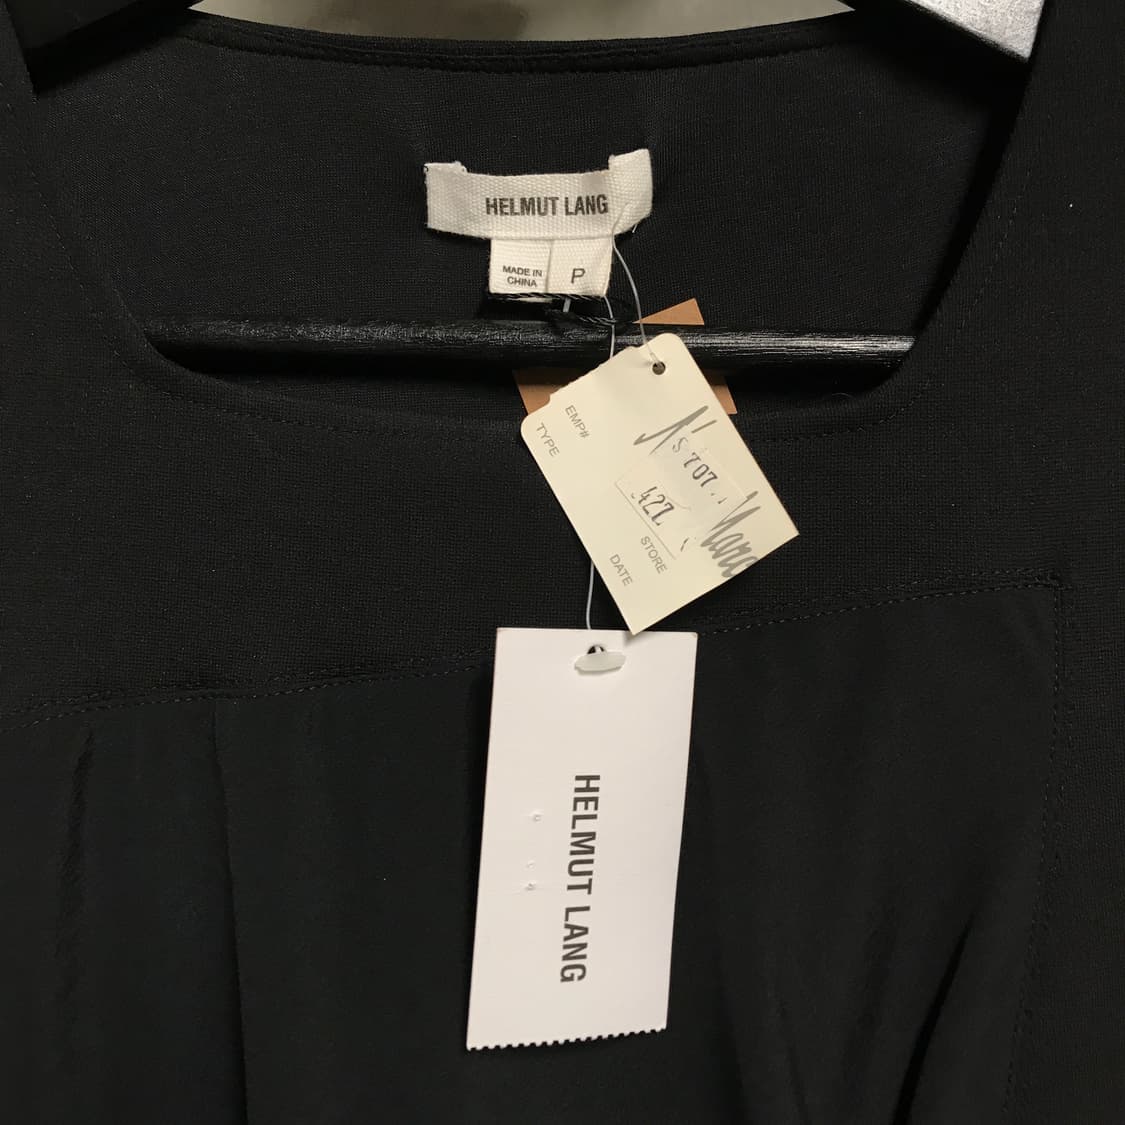 HELMUT LANG
MADE IN
CHINA
P
EMP#
TYPE
427
STORE
DATE
HELMUT LANG